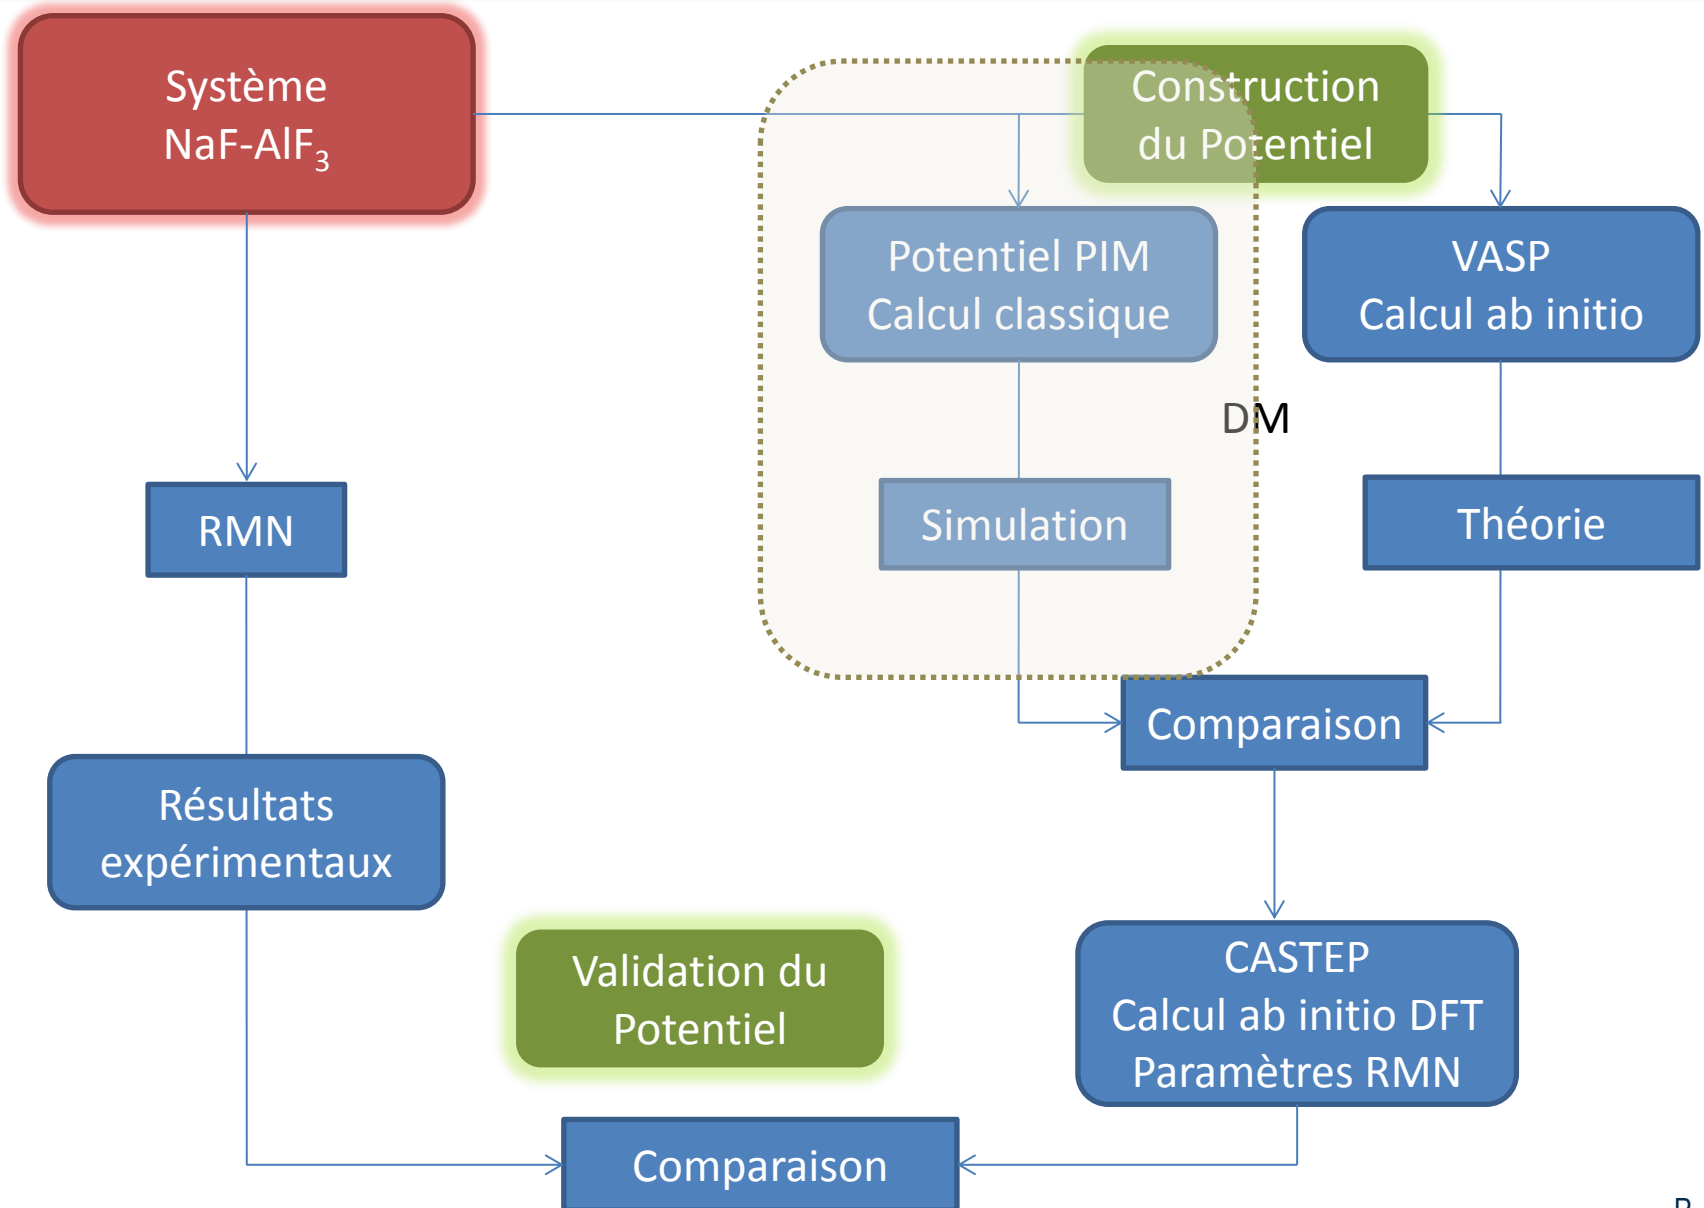 Système
NaF-AlF₃
Construction
du Potentiel
Potentiel PIM
Calcul classique
VASP
Calcul ab initio
DM
RMN
Simulation
Théorie
Comparaison
Résultats
expérimentaux
Validation du
Potentiel
CASTEP
Calcul ab initio DFT
Paramètres RMN
Comparaison